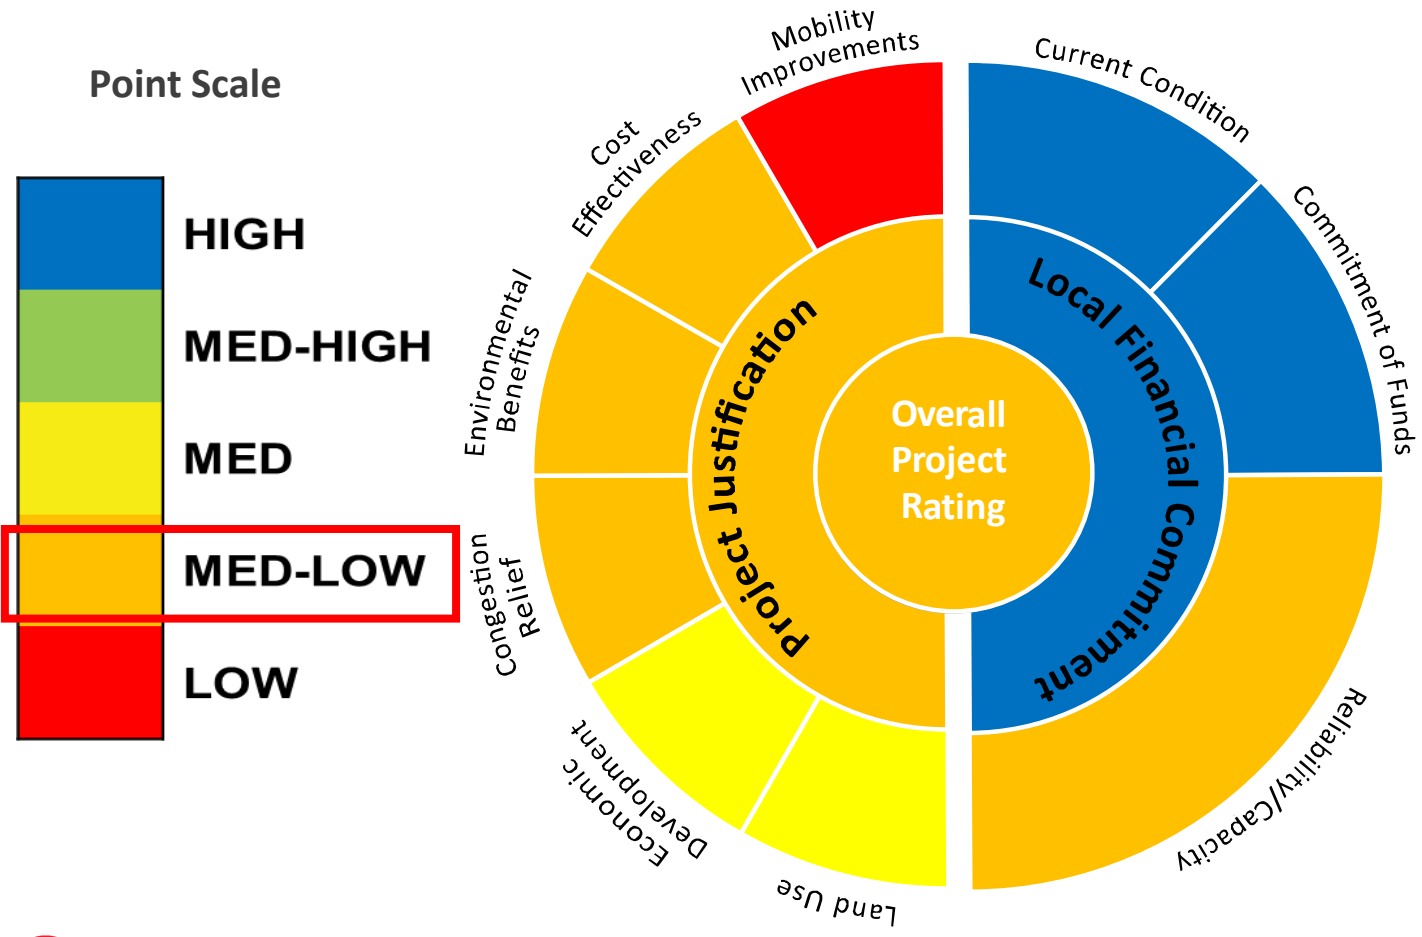 Point Scale
HIGH
MED-HIGH
MED
MED-LOW
LOW
Mobility
Improvements
Cost
Effectiveness
Environmental
Benefits
Congestion
Relief
Economic
Development
Land Use
Project Justification
Overall
Project
Rating
Local Financial Commitment
Current Condition
Commitment of Funds
Reliability/Capacity